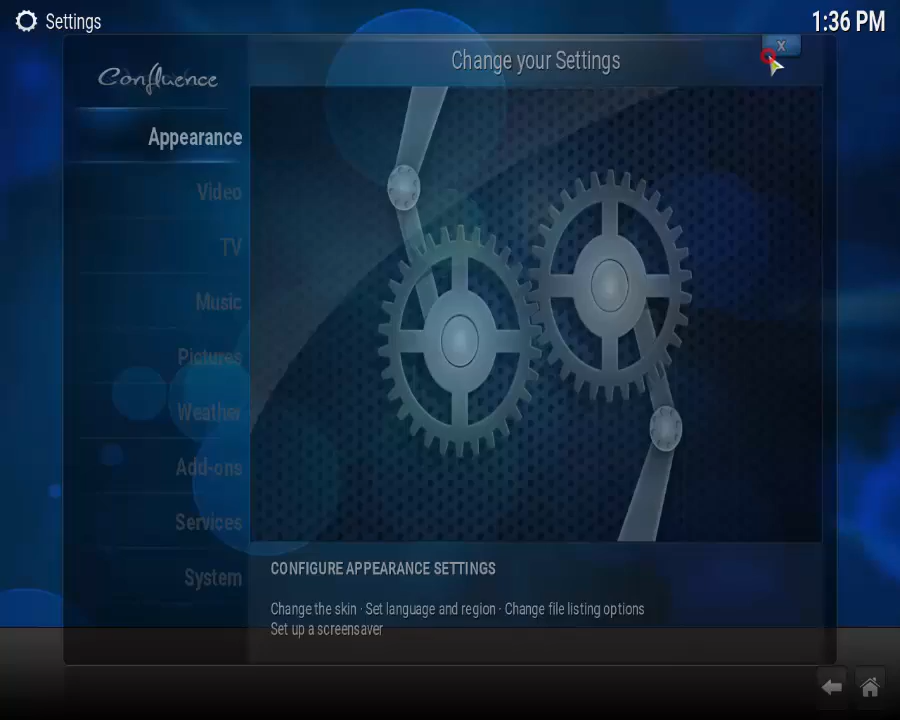 Settings
1:36 PM
Confluence
Change your Settings
x
Appearance
Video
TV
Music
Pictures
Weather
Add-ons
Services
System
CONFIGURE APPEARANCE SETTINGS
Change the skin · Set language and region · Change file listing options
Set up a screensaver